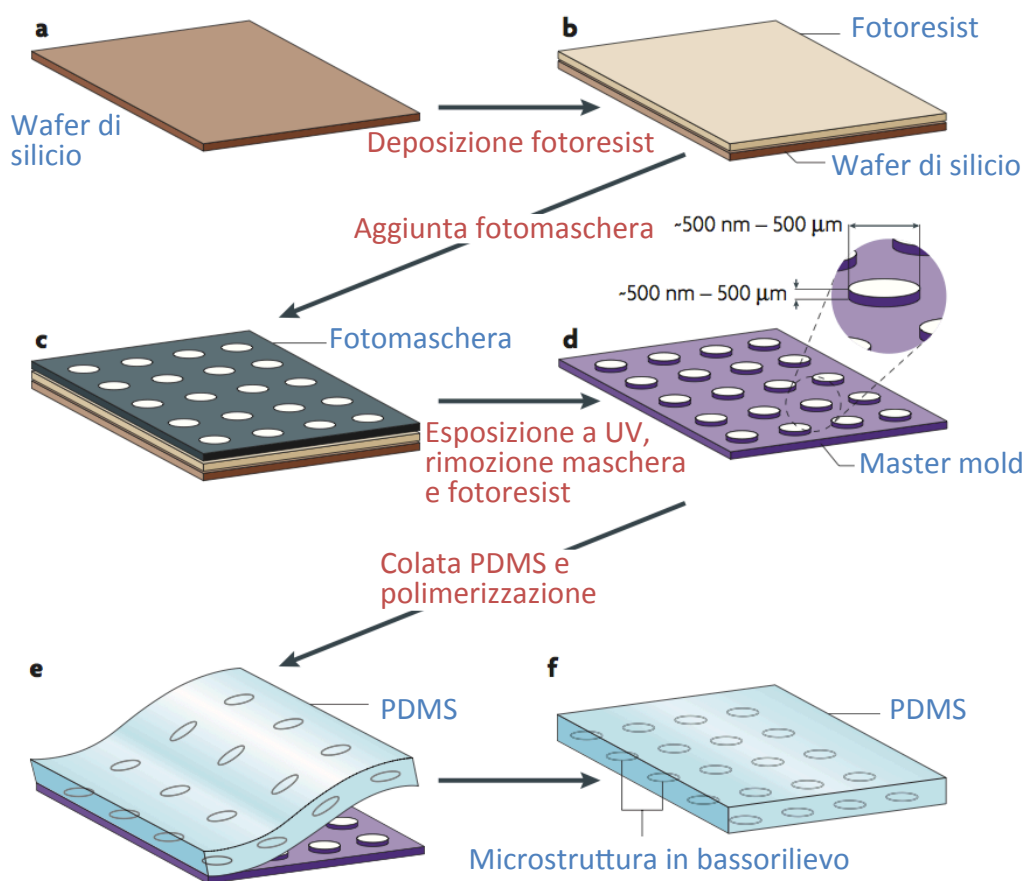 a
b
Fotoresist
Wafer di
silicio
Deposizione fotoresist
Wafer di silicio
Aggiunta fotomaschera
~500 nm – 500 μm
~500 nm – 500 μm
c
Fotomaschera
d
Esposizione a UV,
rimozione maschera
e fotoresist
Master mold
Colata PDMS e
polimerizzazione
e
PDMS
f
PDMS
Microstruttura in bassorilievo